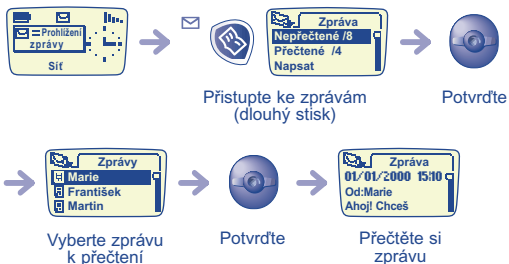 =Prohlížení
zprávy
Síť
Zpráva
Nepřečtené /8
Přečtené /4
Napsat
Přistupte ke zprávám
(dlouhý stisk)
Potvrďte
Zprávy
Marie
František
Martin
Vyberte zprávu
k přečtení
Potvrďte
Zpráva
01/01/2000 15:10
Od:Marie
Ahoj! Chceš
Přečtěte si
zprávu